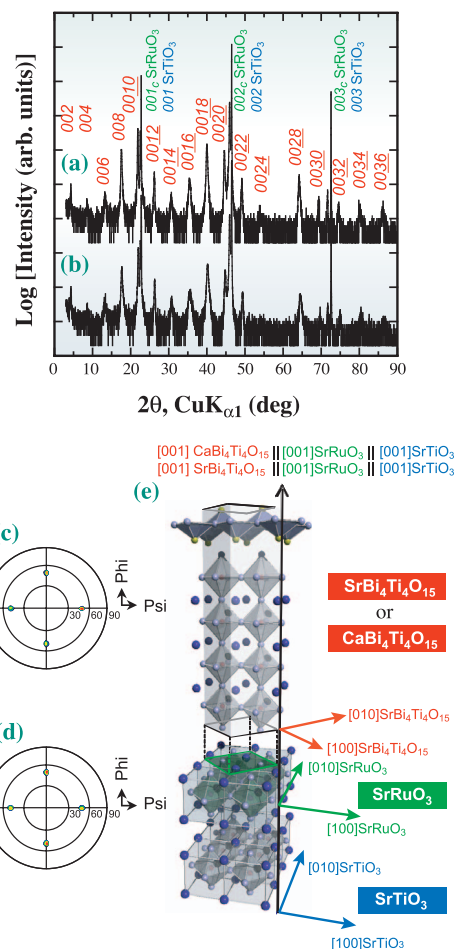 Log [Intensity (arb. units)]
002
004
006
008
0010
0012
0014
0016
0018
0020
0022
0024
0028
0030
0032
0034
0036
001c SrRuO3
001 SrTiO3
002c SrRuO3
002 SrTiO3
003c SrRuO3
003 SrTiO3
(a)
(b)
0 10 20 30 40 50 60 70 80 90
2θ, CuKα1 (deg)
[001] CaBi4Ti4O15 || [001]SrRuO3 || [001]SrTiO3
[001] SrBi4Ti4O15 || [001]SrRuO3 || [001]SrTiO3
(e)
c)
Phi
Psi
30 60 90
SrBi4Ti4O15
or
CaBi4Ti4O15
[010]SrBi4Ti4O15
[100]SrBi4Ti4O15
(d)
Phi
Psi
30 60 90
[010]SrRuO3
SrRuO3
[100]SrRuO3
[010]SrTiO3
SrTiO3
[100]SrTiO3